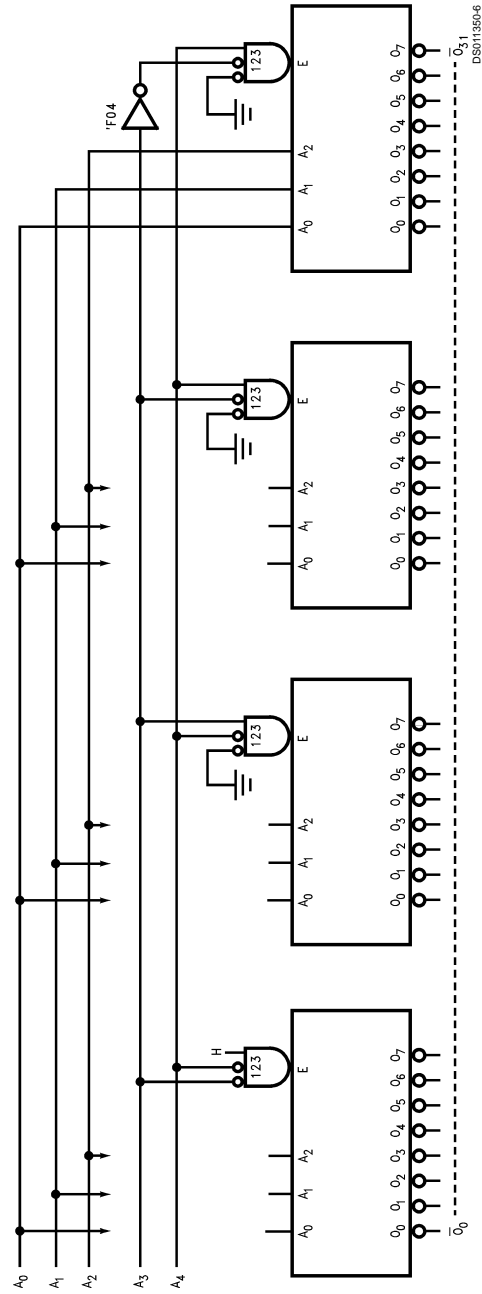 A₀
A₁
A₂
'F04
A₃
A₄
H
123 123 123 123
A₀ A₁ A₂ E A₀ A₁ A₂ E A₀ A₁ A₂ E A₀ A₁ A₂ E
O₀ O₁ O₂ O₃ O₄ O₅ O₆ O₇ O₀ O₁ O₂ O₃ O₄ O₅ O₆ O₇ O₀ O₁ O₂ O₃ O₄ O₅ O₆ O₇ O₀ O₁ O₂ O₃ O₄ O₅ O₆ O₇
O̅₀ O̅₃₁
DS011350-6